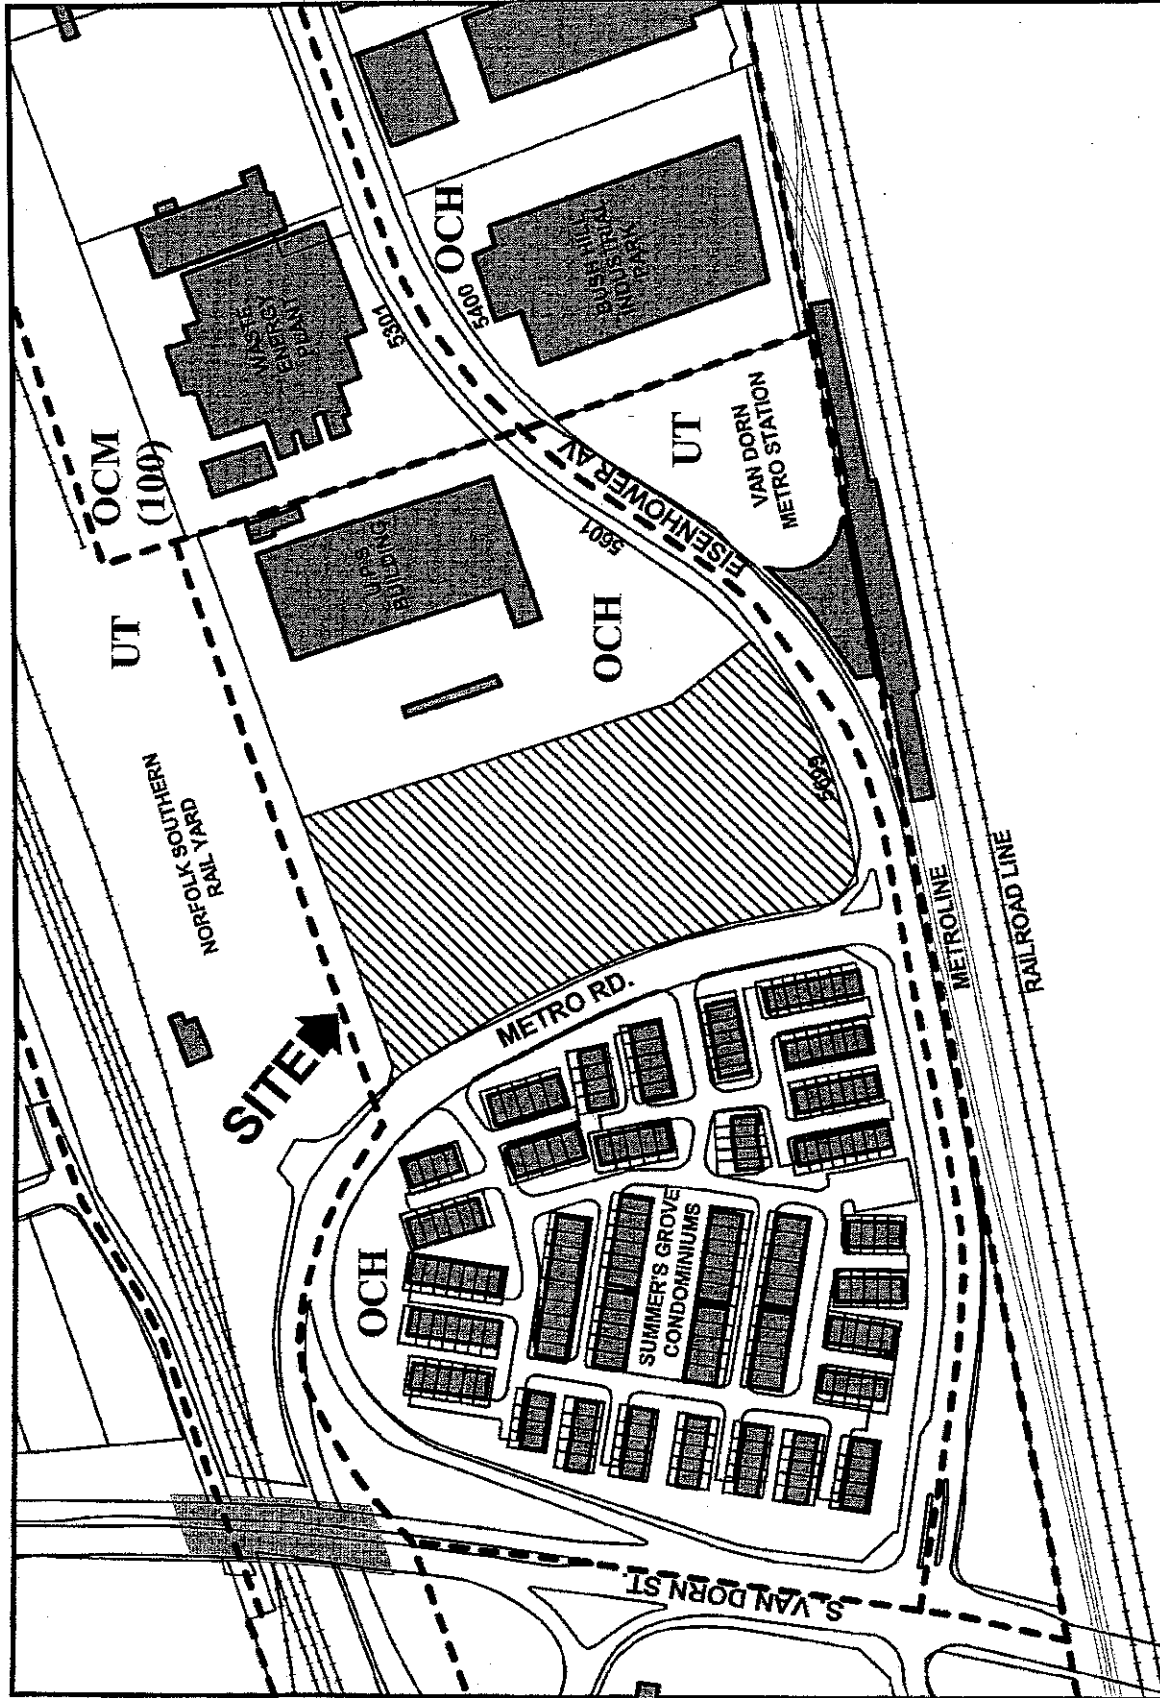 OCM
(100)
UT
NORFOLK SOUTHERN
RAIL YARD
SITE
WASTE
ENERGY
PLANT
UPS
BUILDING
5301
5400
OCH
BUSH HILL
INDUSTRIAL
PARK
EISENHOWER AV
5601
UT
VAN DORN
METRO STATION
OCH
5699
METRO RD.
OCH
SUMMER'S GROVE
CONDOMINIUMS
METROLINE
RAILROAD LINE
S. VAN DORN ST.